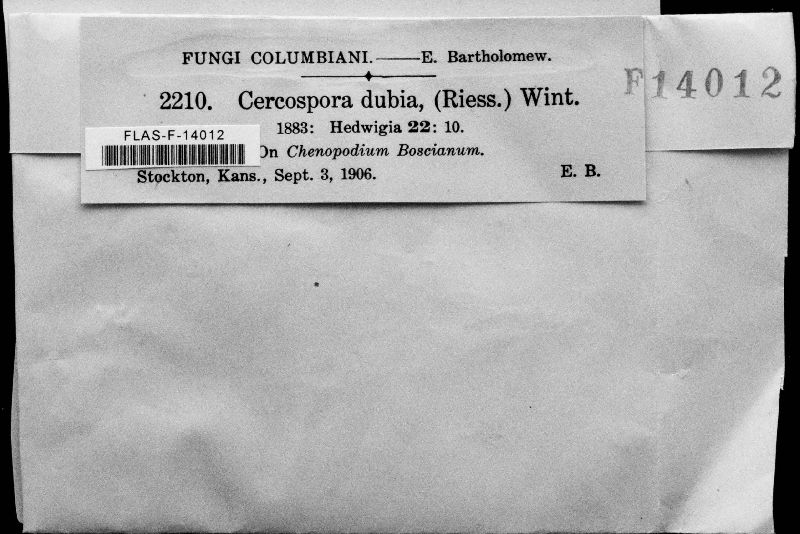 FUNGI COLUMBIANI.——E. Bartholomew.
F14012
2210. Cercospora dubia, (Riess.) Wint.
1883: Hedwigia 22: 10.
FLAS-F-14012
On Chenopodium Boscianum.
Stockton, Kans., Sept. 3, 1906. E. B.